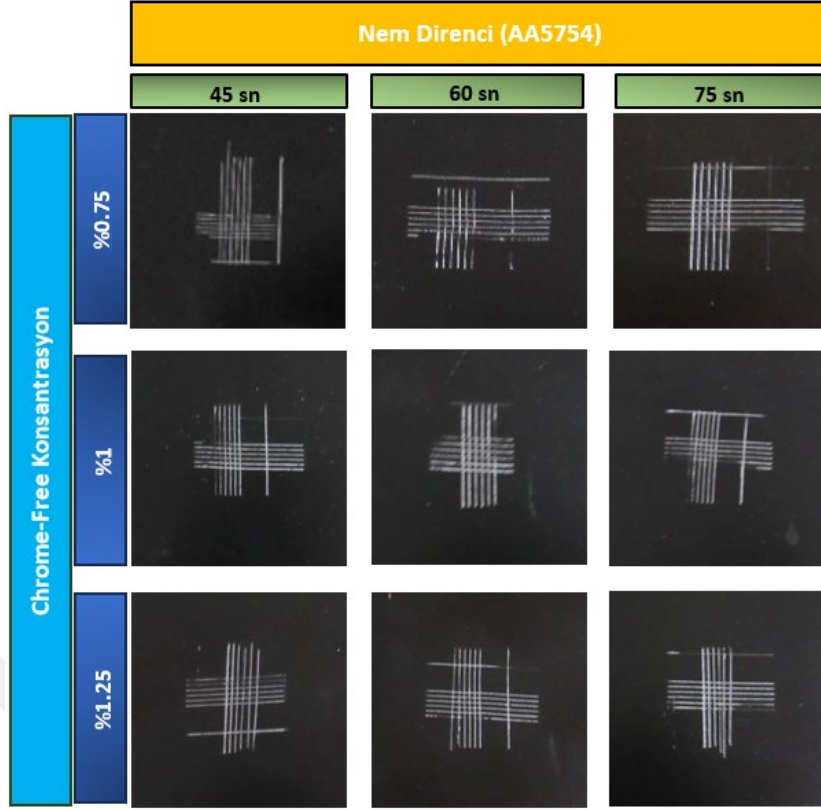 Nem Direnci (AA5754)
45 sn
60 sn
75 sn
Chrome-Free Konsantrasyon
%0.75
%1
%1.25